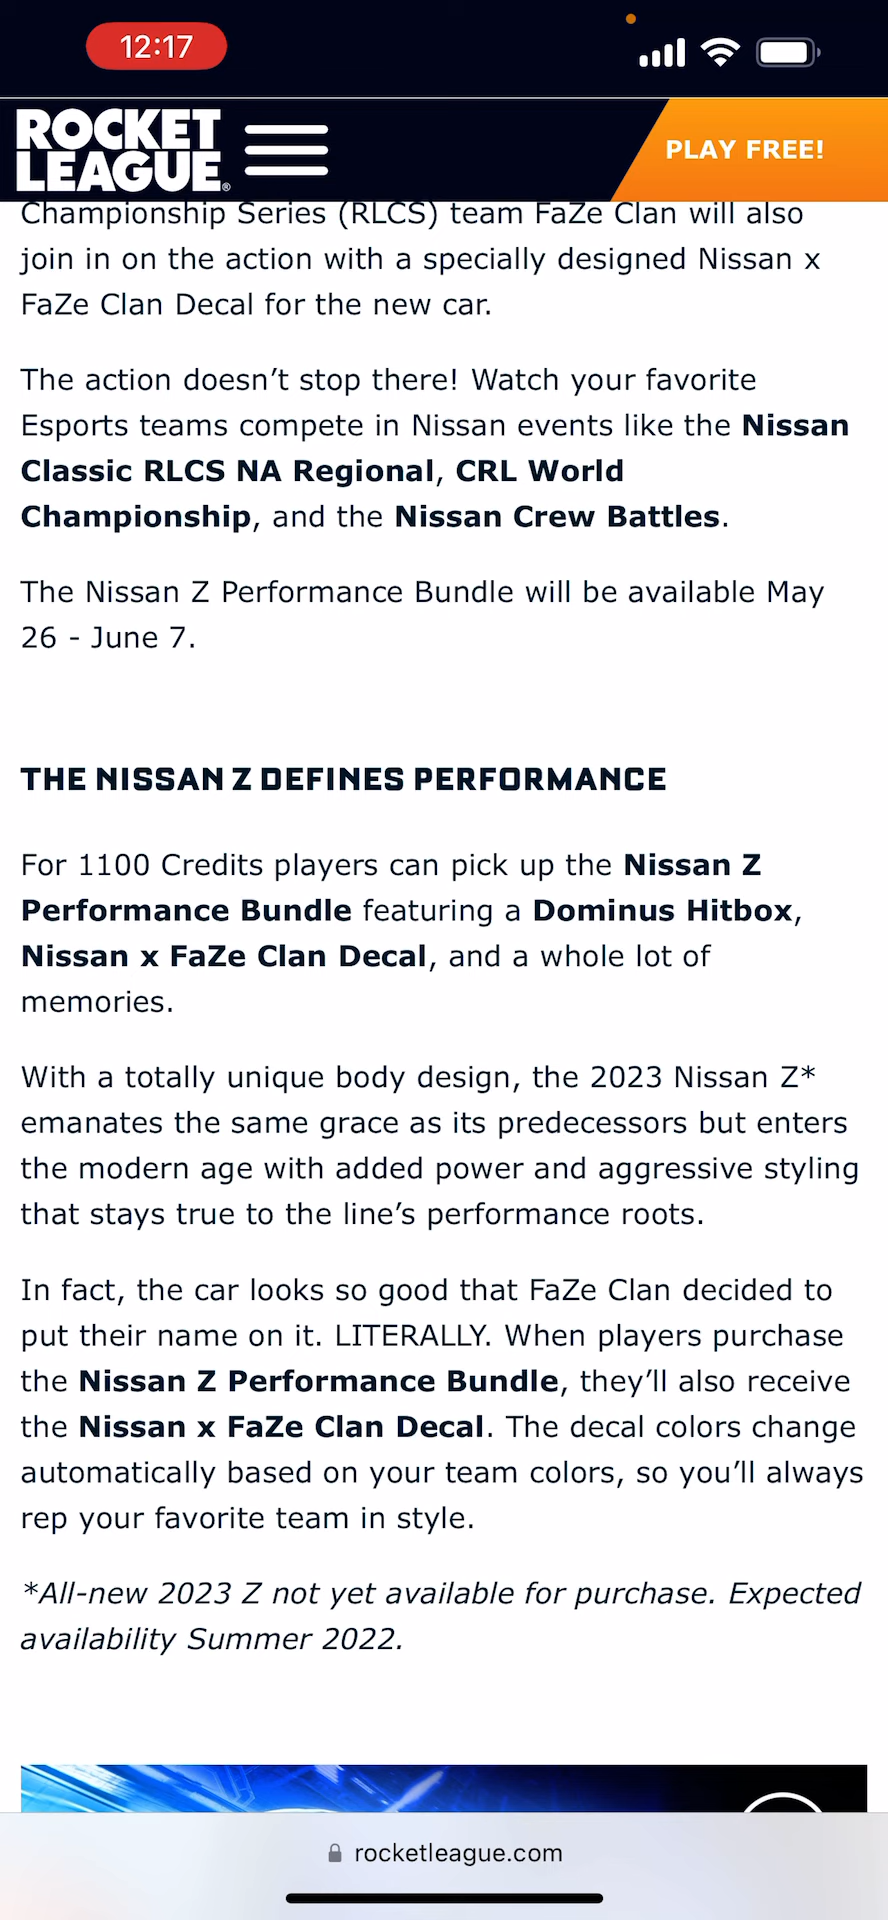 12:17
ROCKET
LEAGUE®
PLAY FREE!
Championship Series (RLCS) team FaZe Clan will also
join in on the action with a specially designed Nissan x
FaZe Clan Decal for the new car.
The action doesn’t stop there! Watch your favorite
Esports teams compete in Nissan events like the Nissan
Classic RLCS NA Regional, CRL World
Championship, and the Nissan Crew Battles.
The Nissan Z Performance Bundle will be available May
26 - June 7.
THE NISSAN Z DEFINES PERFORMANCE
For 1100 Credits players can pick up the Nissan Z
Performance Bundle featuring a Dominus Hitbox,
Nissan x FaZe Clan Decal, and a whole lot of
memories.
With a totally unique body design, the 2023 Nissan Z*
emanates the same grace as its predecessors but enters
the modern age with added power and aggressive styling
that stays true to the line’s performance roots.
In fact, the car looks so good that FaZe Clan decided to
put their name on it. LITERALLY. When players purchase
the Nissan Z Performance Bundle, they’ll also receive
the Nissan x FaZe Clan Decal. The decal colors change
automatically based on your team colors, so you’ll always
rep your favorite team in style.
*All-new 2023 Z not yet available for purchase. Expected
availability Summer 2022.
rocketleague.com